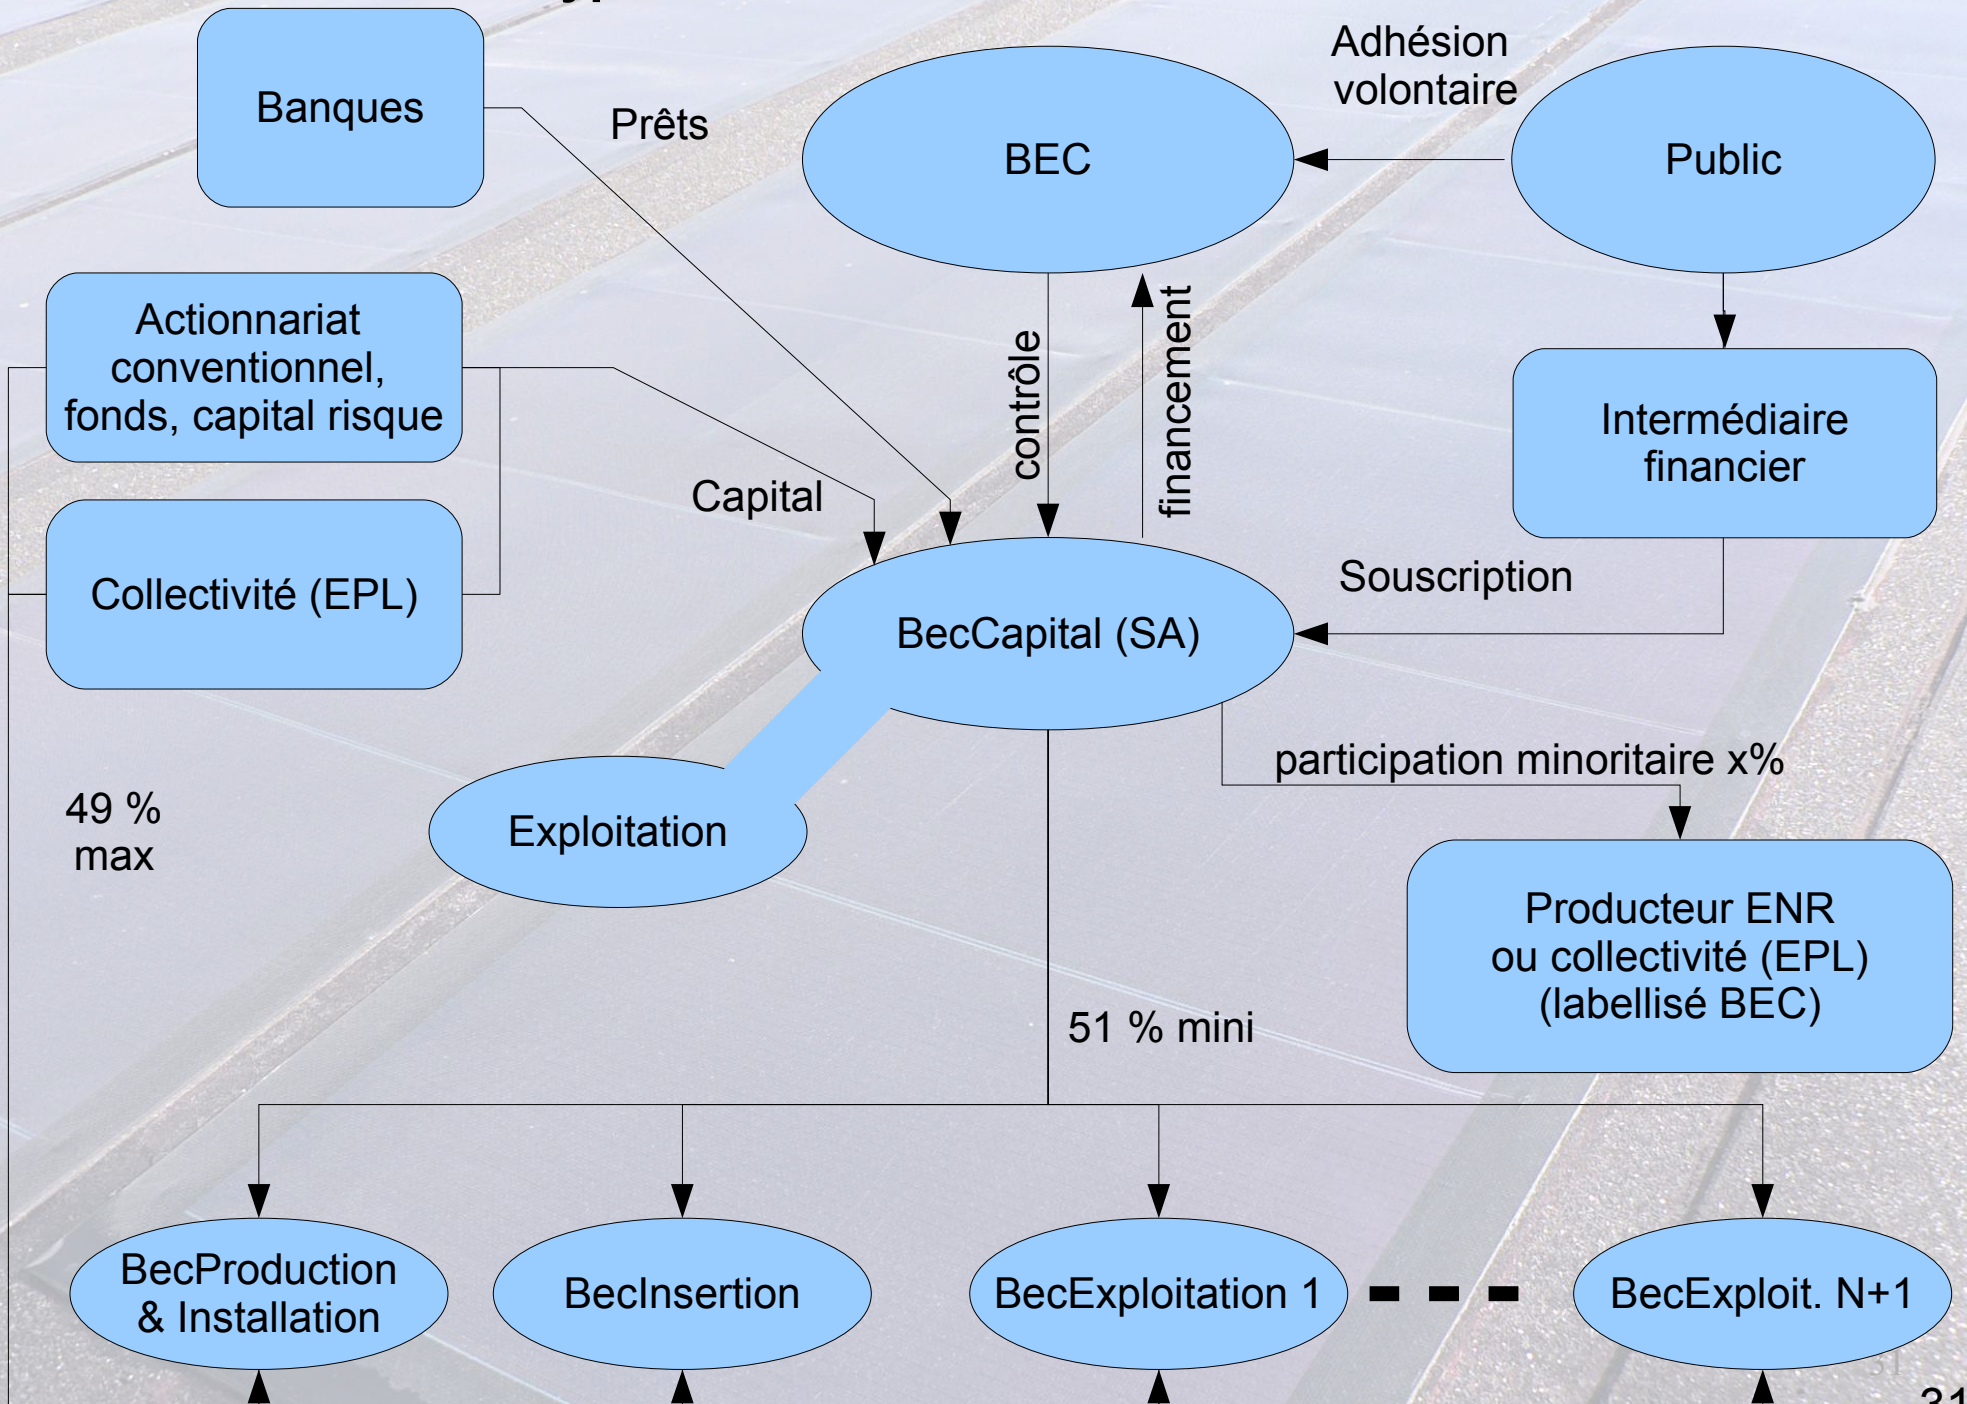 Adhésion
volontaire
Banques
Prêts
BEC
Public
Actionnariat
conventionnel,
fonds, capital risque
contrôle
financement
Intermédiaire
financier
Capital
Collectivité (EPL)
Souscription
BecCapital (SA)
participation minoritaire x%
49 %
max
Exploitation
Producteur ENR
ou collectivité (EPL)
(labellisé BEC)
51 % mini
BecProduction
& Installation
BecInsertion
BecExploitation 1
BecExploit. N+1
31
31